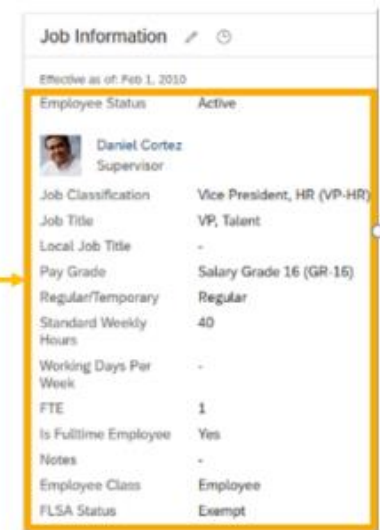 Job Information
Effective as of: Feb 1, 2010
Employee Status Active
Daniel Cortez
Supervisor
Job Classification Vice President, HR (VP-HR)
Job Title VP, Talent
Local Job Title -
Pay Grade Salary Grade 16 (GR-16)
Regular/Temporary Regular
Standard Weekly 40
Hours
Working Days Per -
Week
FTE 1
Is Fulltime Employee Yes
Notes -
Employee Class Employee
FLSA Status Exempt